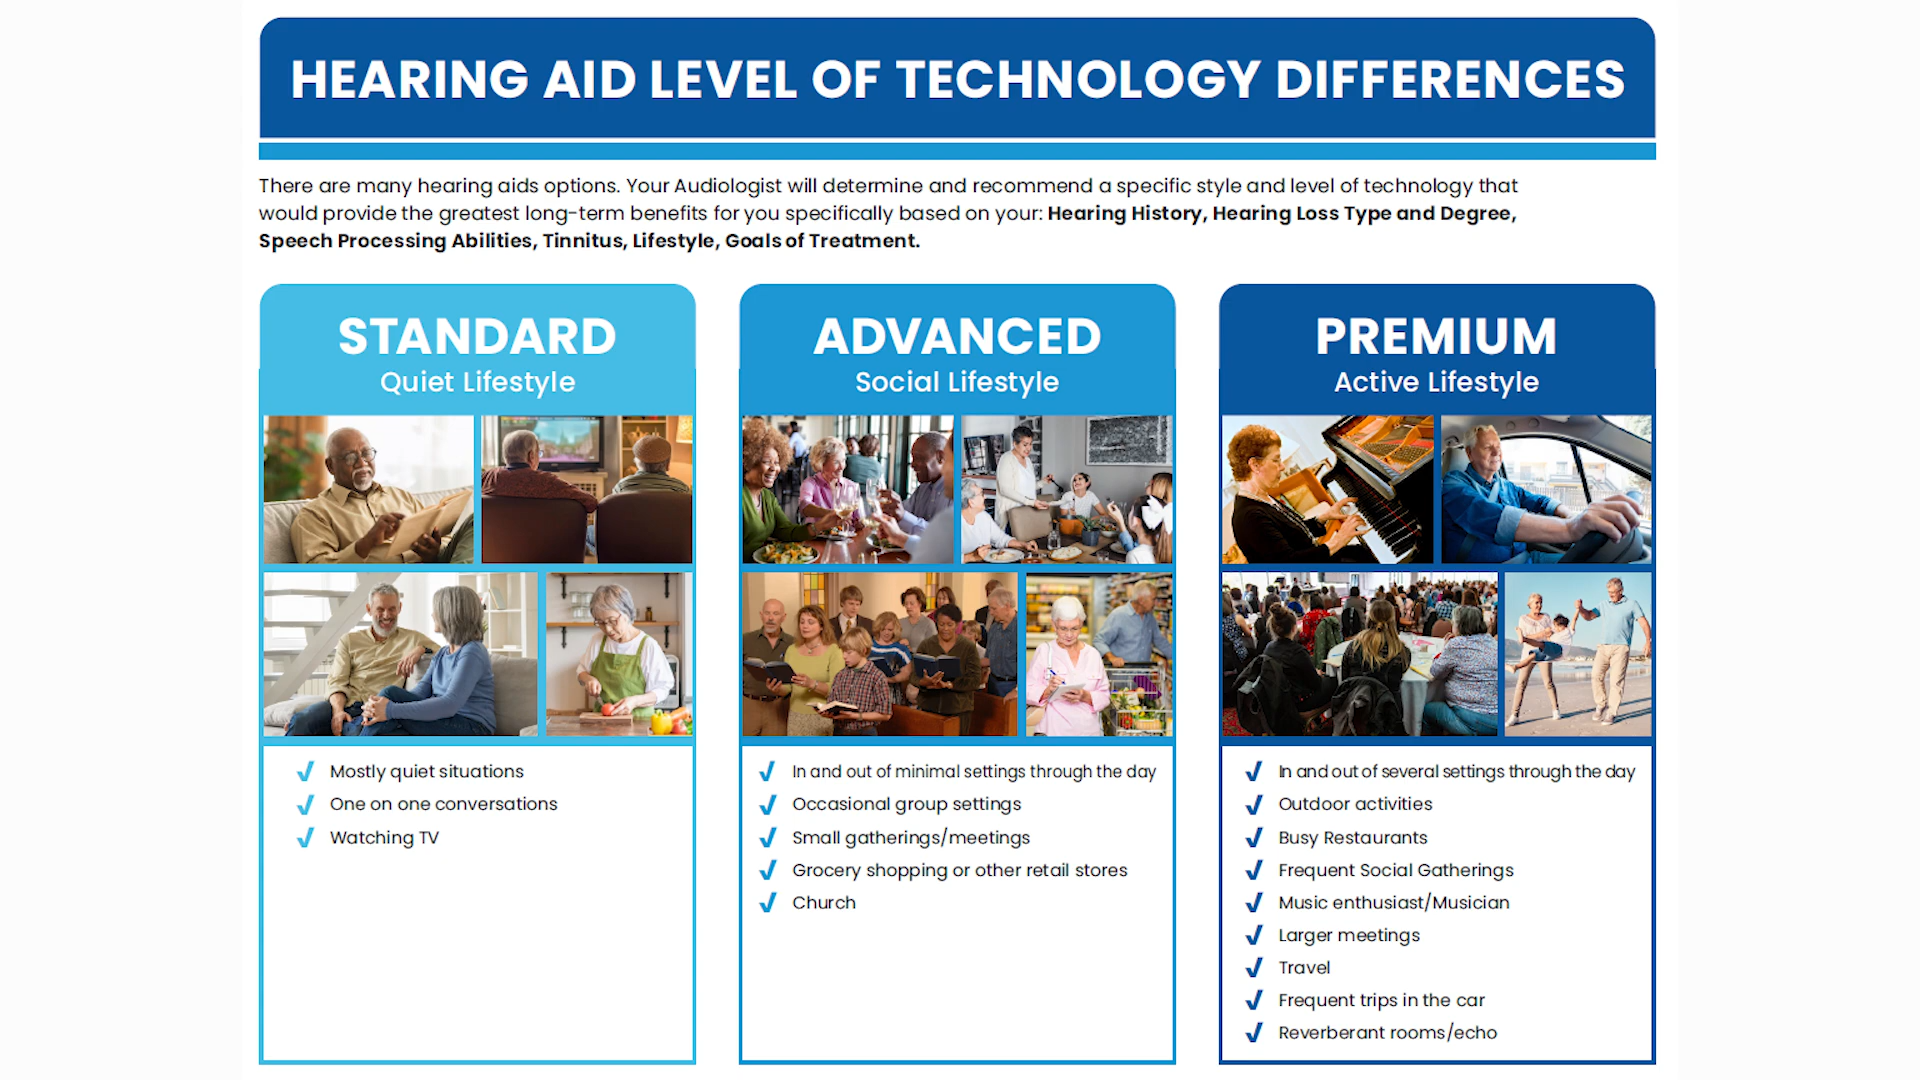 HEARING AID LEVEL OF TECHNOLOGY DIFFERENCES
There are many hearing aids options. Your Audiologist will determine and recommend a specific style and level of technology that
would provide the greatest long-term benefits for you specifically based on your: Hearing History, Hearing Loss Type and Degree,
Speech Processing Abilities, Tinnitus, Lifestyle, Goals of Treatment.
STANDARD
Quiet Lifestyle
Mostly quiet situations
One on one conversations
Watching TV
ADVANCED
Social Lifestyle
In and out of minimal settings through the day
Occasional group settings
Small gatherings/meetings
Grocery shopping or other retail stores
Church
PREMIUM
Active Lifestyle
In and out of several settings through the day
Outdoor activities
Busy Restaurants
Frequent Social Gatherings
Music enthusiast/Musician
Larger meetings
Travel
Frequent trips in the car
Reverberant rooms/echo